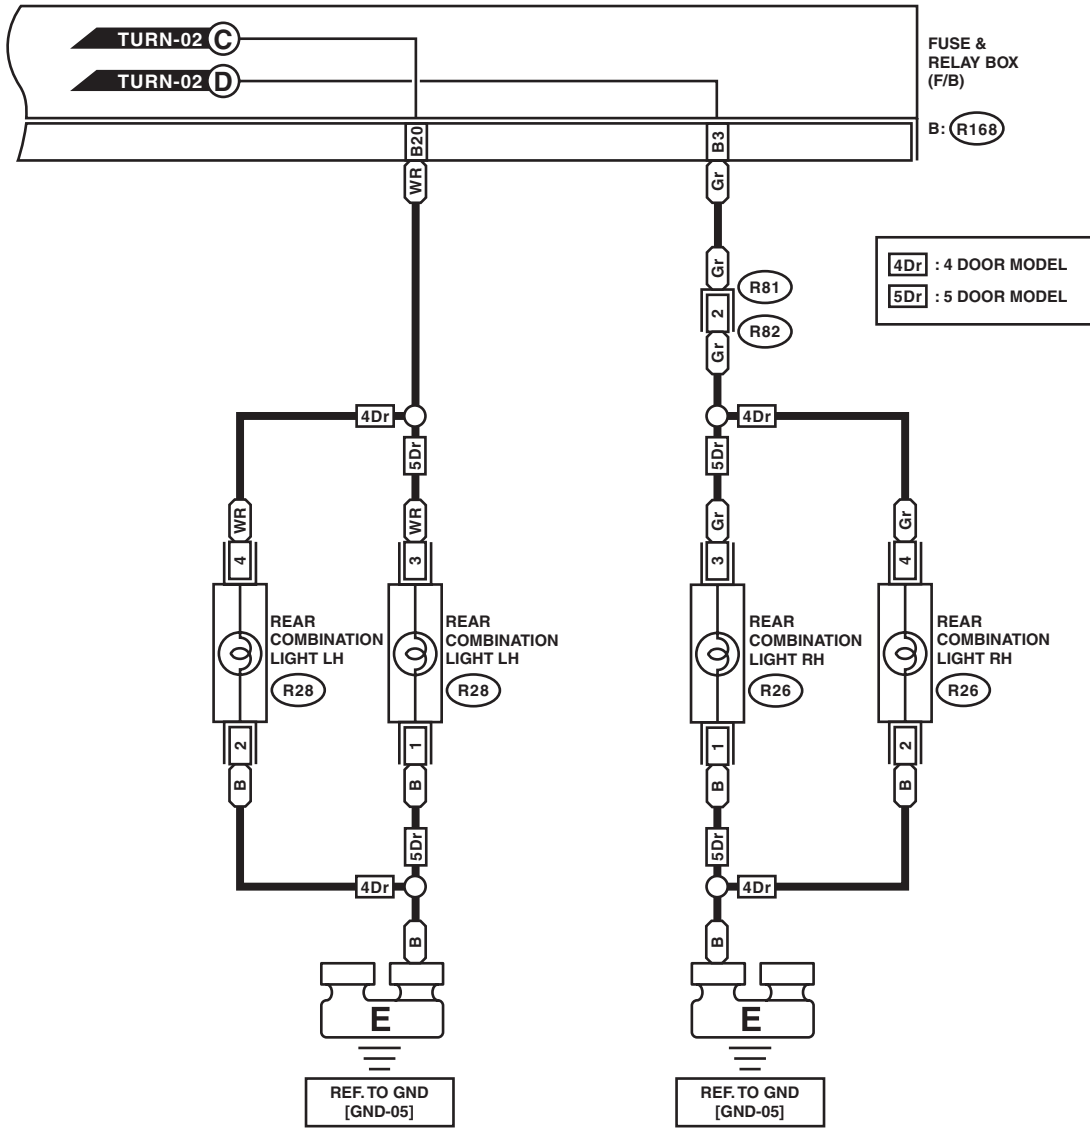 TURN-02 C
TURN-02 D
FUSE &
RELAY BOX
(F/B)
B: R168
B20
B3
WR
Gr
Gr
R81
2
R82
Gr
4Dr : 4 DOOR MODEL
5Dr : 5 DOOR MODEL
4Dr
4Dr
5Dr
5Dr
WR
WR
Gr
Gr
4
3
3
4
REAR
COMBINATION
LIGHT LH
R28
REAR
COMBINATION
LIGHT LH
R28
REAR
COMBINATION
LIGHT RH
R26
REAR
COMBINATION
LIGHT RH
R26
2
1
1
2
B
B
B
B
5Dr
5Dr
4Dr
4Dr
B
B
E
E
REF. TO GND
[GND-05]
REF. TO GND
[GND-05]